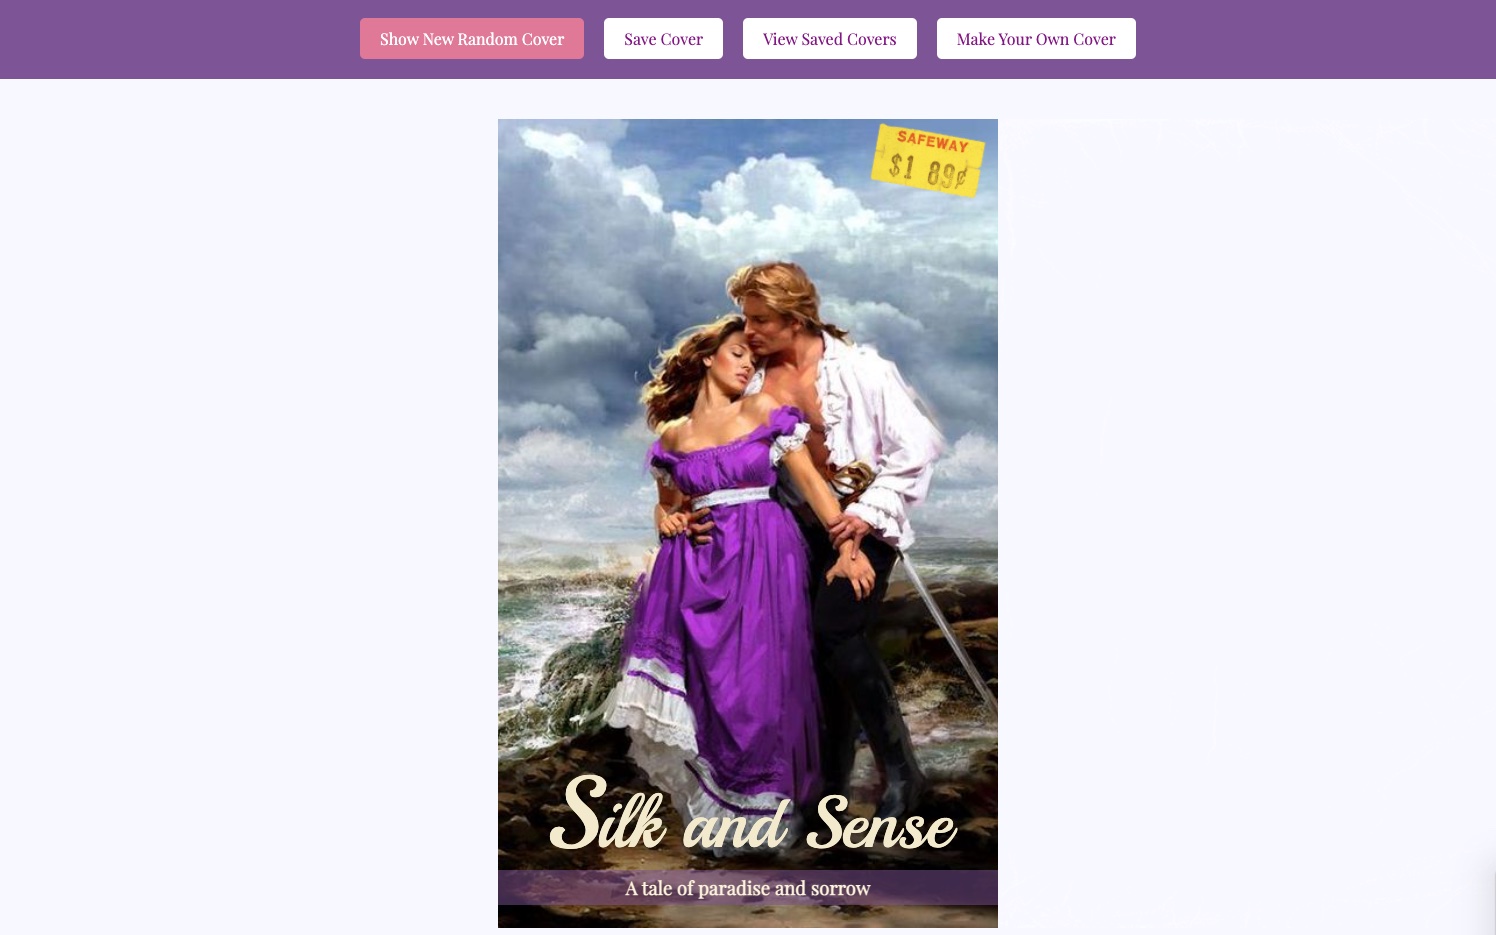 Show New Random Cover
Save Cover
View Saved Covers
Make Your Own Cover
SAFEWAY
$1 89¢
Silk and Sense
A tale of paradise and sorrow